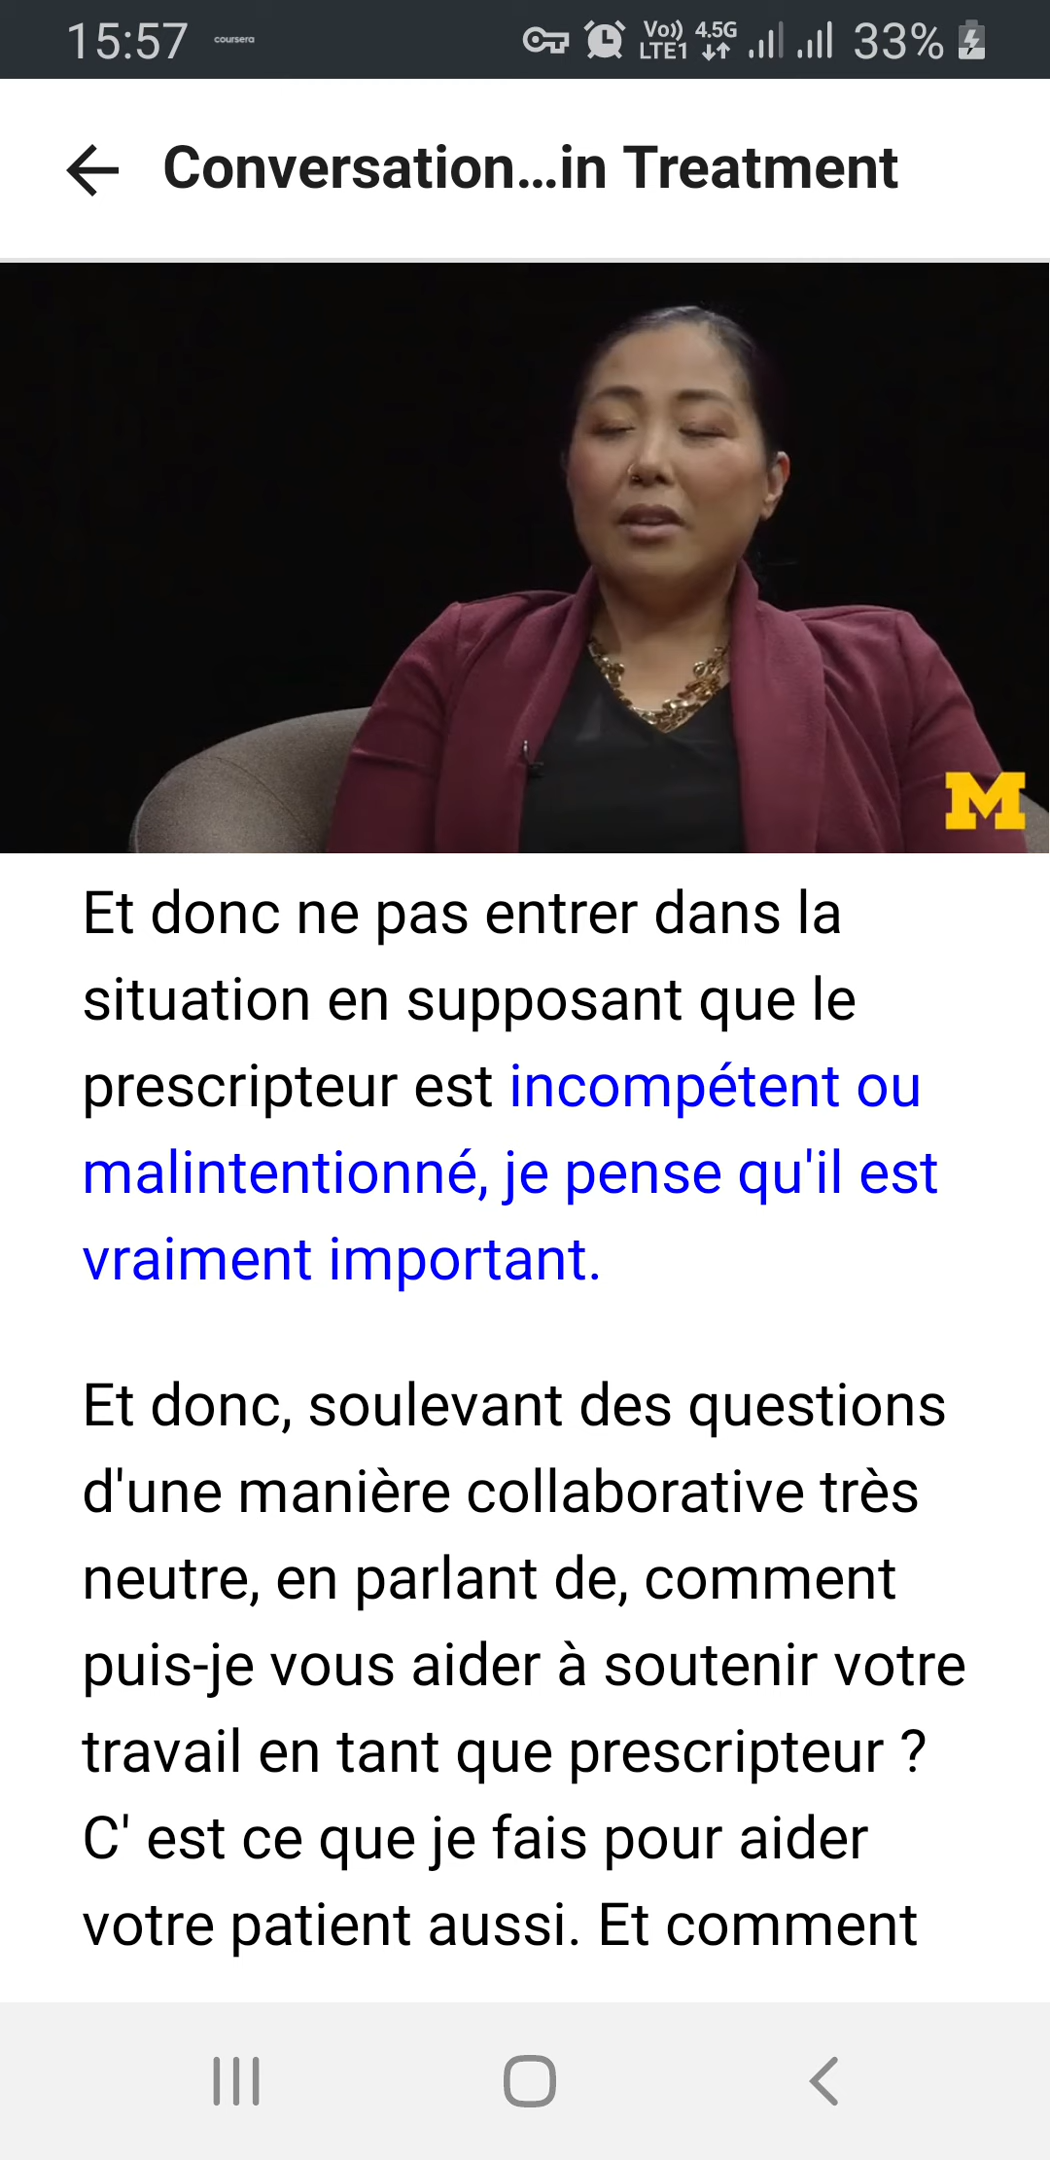 15:57 coursera Vo)) LTE1 4.5G 33%
Conversation...in Treatment
M
Et donc ne pas entrer dans la
situation en supposant que le
prescripteur est incompétent ou
malintentionné, je pense qu'il est
vraiment important.
Et donc, soulevant des questions
d'une manière collaborative très
neutre, en parlant de, comment
puis-je vous aider à soutenir votre
travail en tant que prescripteur ?
C' est ce que je fais pour aider
votre patient aussi. Et comment